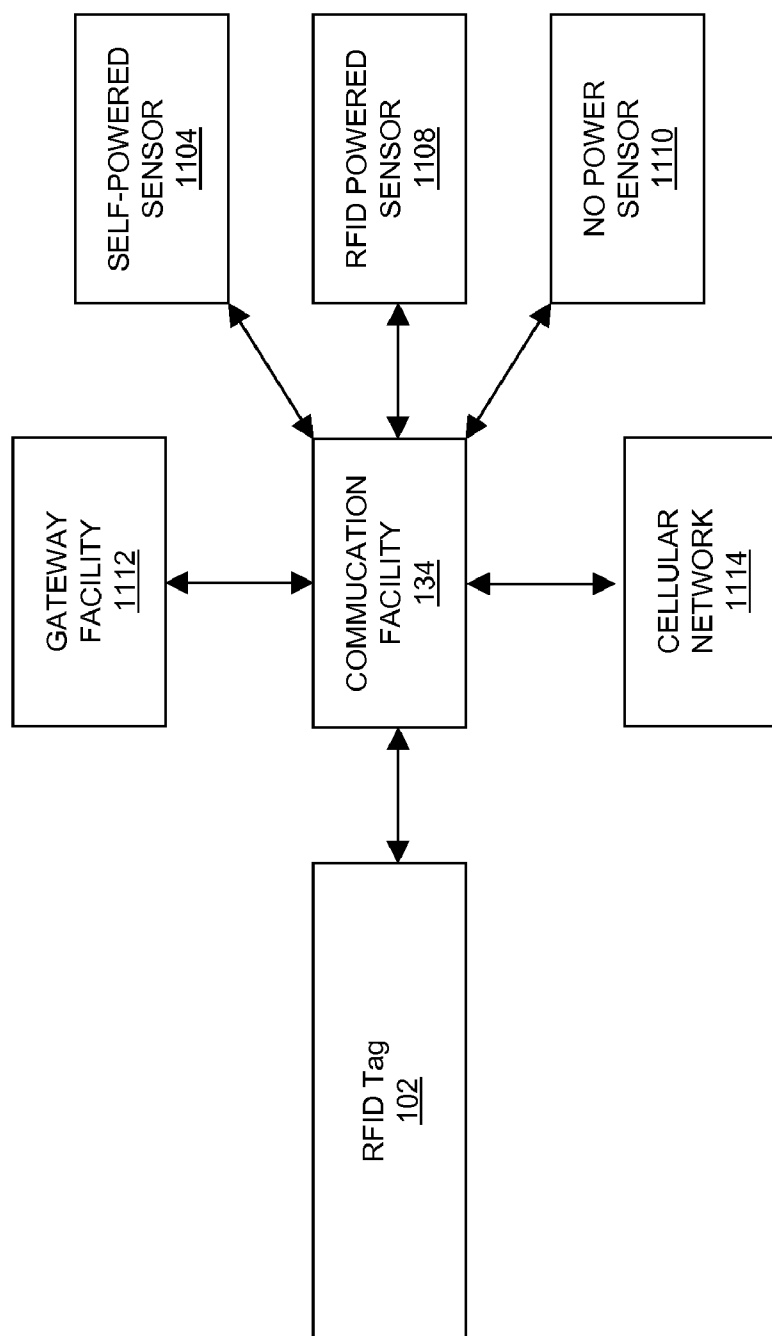 SELF-POWERED
SENSOR
1104
RFID POWERED
SENSOR
1108
NO POWER
SENSOR
1110
GATEWAY
FACILITY
1112
COMMUCATION
FACILITY
134
CELLULAR
NETWORK
1114
RFID Tag
102